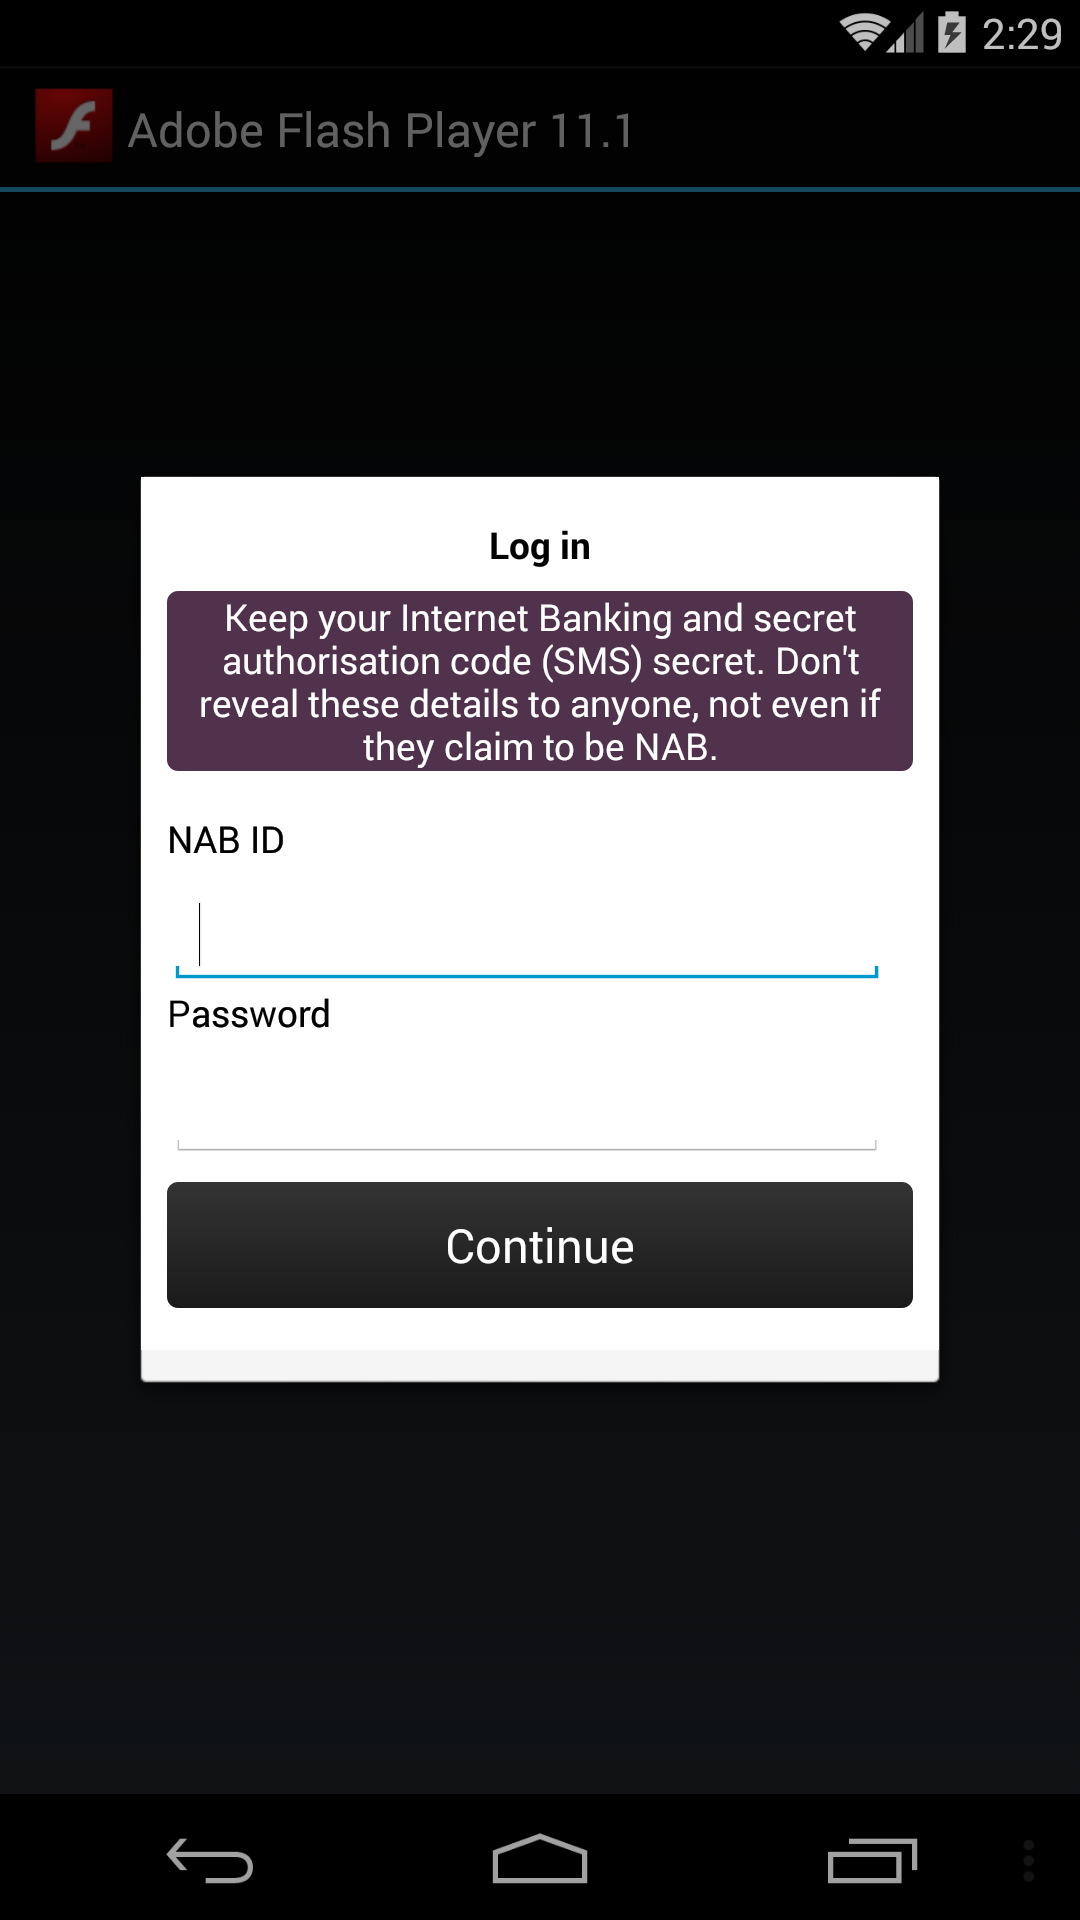 2:29
Adobe Flash Player 11.1
Log in
Keep your Internet Banking and secret
authorisation code (SMS) secret. Don't
reveal these details to anyone, not even if
they claim to be NAB.
NAB ID
Password
Continue